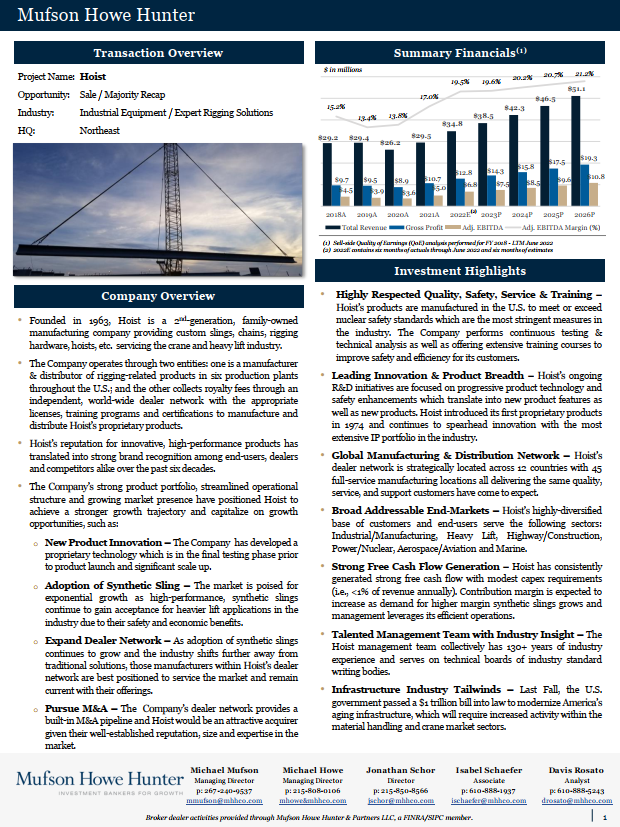 Mufson Howe Hunter
Transaction Overview
Project Name: Hoist
Opportunity: Sale / Majority Recap
Industry: Industrial Equipment / Expert Rigging Solutions
HQ: Northeast
Company Overview
• Founded in 1963, Hoist is a 2nd-generation, family-owned
manufacturing company providing custom slings, chains, rigging
hardware, hoists, etc. servicing the crane and heavy lift industry.
• The Company operates through two entities: one is a manufacturer
& distributor of rigging-related products in six production plants
throughout the U.S.; and the other collects royalty fees through an
independent, world-wide dealer network with the appropriate
licenses, training programs and certifications to manufacture and
distribute Hoist's proprietary products.
• Hoist's reputation for innovative, high-performance products has
translated into strong brand recognition among end-users, dealers
and competitors alike over the past six decades.
• The Company's strong product portfolio, streamlined operational
structure and growing market presence have positioned Hoist to
achieve a stronger growth trajectory and capitalize on growth
opportunities, such as:
o New Product Innovation – The Company has developed a
proprietary technology which is in the final testing phase prior
to product launch and significant scale up.
o Adoption of Synthetic Sling – The market is poised for
exponential growth as high-performance, synthetic slings
continue to gain acceptance for heavier lift applications in the
industry due to their safety and economic benefits.
o Expand Dealer Network – As adoption of synthetic slings
continues to grow and the industry shifts further away from
traditional solutions, those manufacturers within Hoist's dealer
network are best positioned to service the market and remain
current with their offerings.
o Pursue M&A – The Company's dealer network provides a
built-in M&A pipeline and Hoist would be an attractive acquirer
given their well-established reputation, size and expertise in the
market.
Summary Financials(1)
$ in millions
15.2% 13.4% 13.8% 17.0% 19.5% 19.6% 20.2% 20.7% 21.2%
$29.2 $29.4 $26.2 $29.5 $34.8 $38.5 $42.3 $46.5 $51.1
$9.7 $9.5 $8.9 $10.7 $12.8 $14.3 $15.8 $17.5 $19.3
$4.5 $3.9 $3.6 $5.0 $6.8 $7.5 $8.5 $9.6 $10.8
2018A 2019A 2020A 2021A 2022E(2) 2023P 2024P 2025P 2026P
Total Revenue Gross Profit Adj. EBITDA Adj. EBITDA Margin (%)
(1) Sell-side Quality of Earnings (QoE) analysis performed for FY 2018 - LTM June 2022
(2) 2022E contains six months of actuals through June 2022 and six months of estimates
Investment Highlights
• Highly Respected Quality, Safety, Service & Training –
Hoist's products are manufactured in the U.S. to meet or exceed
nuclear safety standards which are the most stringent measures in
the industry. The Company performs continuous testing &
technical analysis as well as offering extensive training courses to
improve safety and efficiency for its customers.
• Leading Innovation & Product Breadth – Hoist's ongoing
R&D initiatives are focused on progressive product technology and
safety enhancements which translate into new product features as
well as new products. Hoist introduced its first proprietary products
in 1974 and continues to spearhead innovation with the most
extensive IP portfolio in the industry.
• Global Manufacturing & Distribution Network – Hoist's
dealer network is strategically located across 12 countries with 45
full-service manufacturing locations all delivering the same quality,
service, and support customers have come to expect.
• Broad Addressable End-Markets – Hoist's highly-diversified
base of customers and end-users serve the following sectors:
Industrial/Manufacturing, Heavy Lift, Highway/Construction,
Power/Nuclear, Aerospace/Aviation and Marine.
• Strong Free Cash Flow Generation – Hoist has consistently
generated strong free cash flow with modest capex requirements
(i.e., <1% of revenue annually). Contribution margin is expected to
increase as demand for higher margin synthetic slings grows and
management leverages its efficient operations.
• Talented Management Team with Industry Insight – The
Hoist management team collectively has 130+ years of industry
experience and serves on technical boards of industry standard
writing bodies.
• Infrastructure Industry Tailwinds – Last Fall, the U.S.
government passed a $1 trillion bill into law to modernize America's
aging infrastructure, which will require increased activity within the
material handling and crane market sectors.
Mufson Howe Hunter
INVESTMENT BANKERS FOR GROWTH
Michael Mufson
Managing Director
p: 267-240-9537
mmufson@mhhco.com
Michael Howe
Managing Director
p: 215-808-0106
mhowe@mhhco.com
Jonathan Schor
Director
p: 215-850-8566
jschor@mhhco.com
Isabel Schaefer
Associate
p: 610-888-1937
ischaefer@mhhco.com
Davis Rosato
Analyst
p: 610-888-5243
drosato@mhhco.com
Broker dealer activities provided through Mufson Howe Hunter & Partners LLC, a FINRA/SIPC member.
1